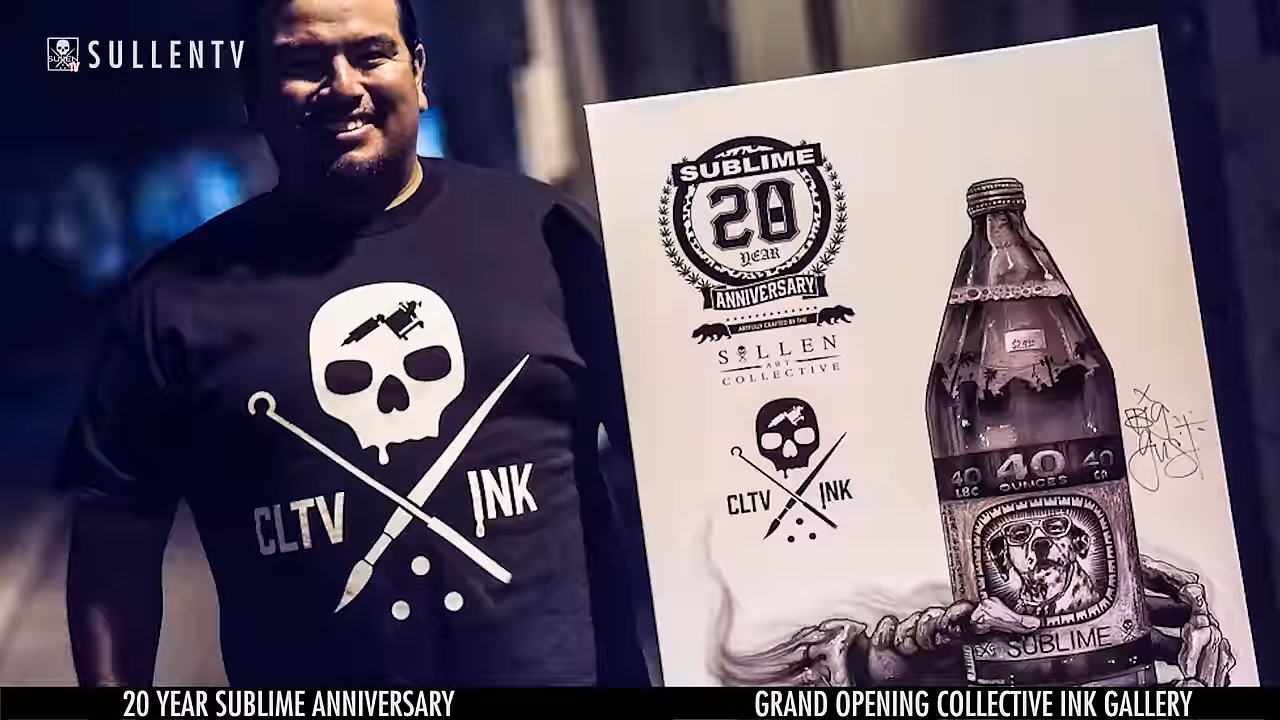 SULLENTV
SUBLIME
20
YEAR
ANNIVERSARY
ARTFULLY CRAFTED BY THE
SULLEN
ART
COLLECTIVE
CLTV INK
CLTV INK
40 40 40
LBC OUNCES CA
SUBLIME
20 YEAR SUBLIME ANNIVERSARY
GRAND OPENING COLLECTIVE INK GALLERY